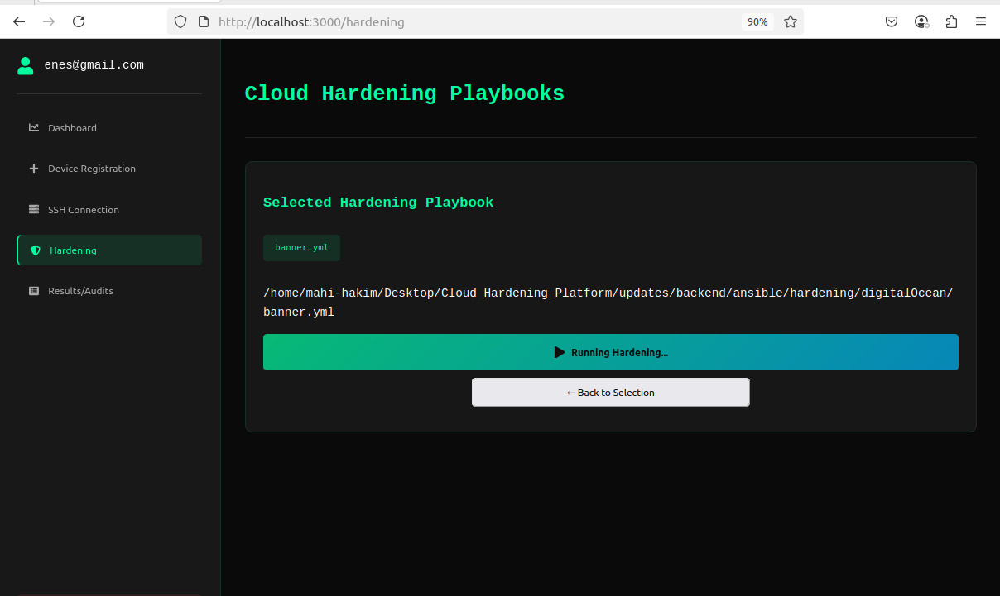 http://localhost:3000/hardening
90%
enes@gmail.com
Dashboard
Device Registration
SSH Connection
Hardening
Results/Audits
Cloud Hardening Playbooks
Selected Hardening Playbook
banner.yml
/home/mahi-hakim/Desktop/Cloud_Hardening_Platform/updates/backend/ansible/hardening/digitalOcean/
banner.yml
Running Hardening...
← Back to Selection